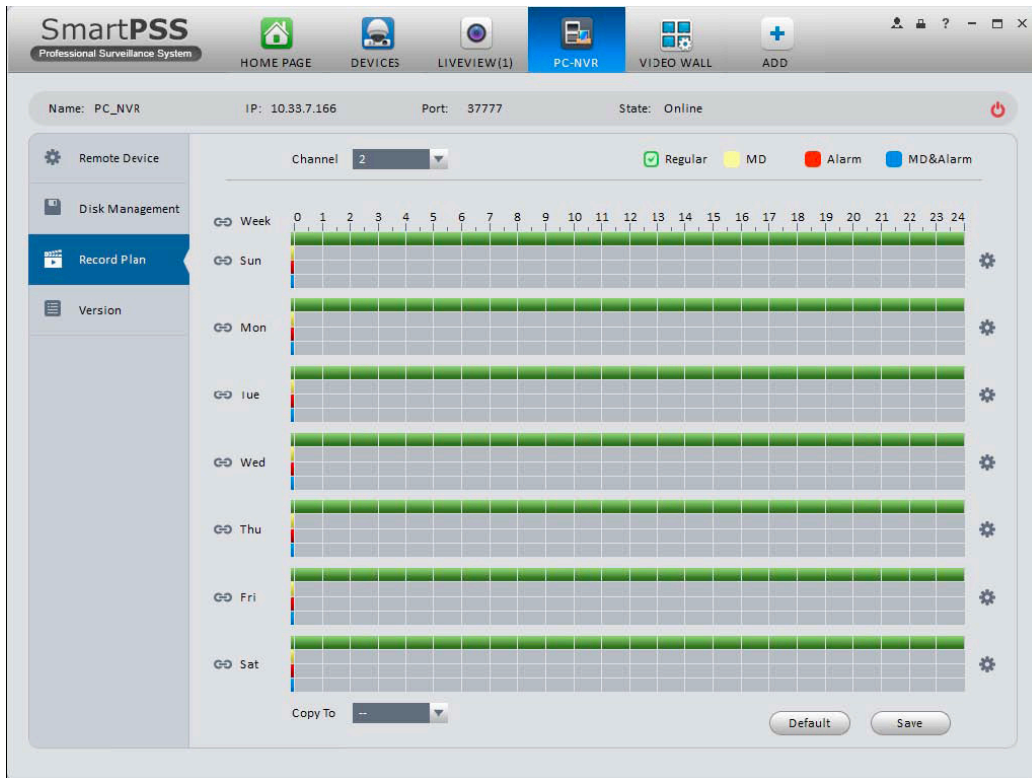 SmartPSS
Professional Surveillance System
HOME PAGE DEVICES LIVEVIEW(1) PC-NVR VIDEO WALL ADD
?
Name: PC_NVR IP: 10.33.7.166 Port: 37777 State: Online
Remote Device
Disk Management
Record Plan
Version
Channel 2 Regular MD Alarm MD&Alarm
Week 0 1 2 3 4 5 6 7 8 9 10 11 12 13 14 15 16 17 18 19 20 21 22 23 24
Sun
Mon
Tue
Wed
Thu
Fri
Sat
Copy To -- Default Save